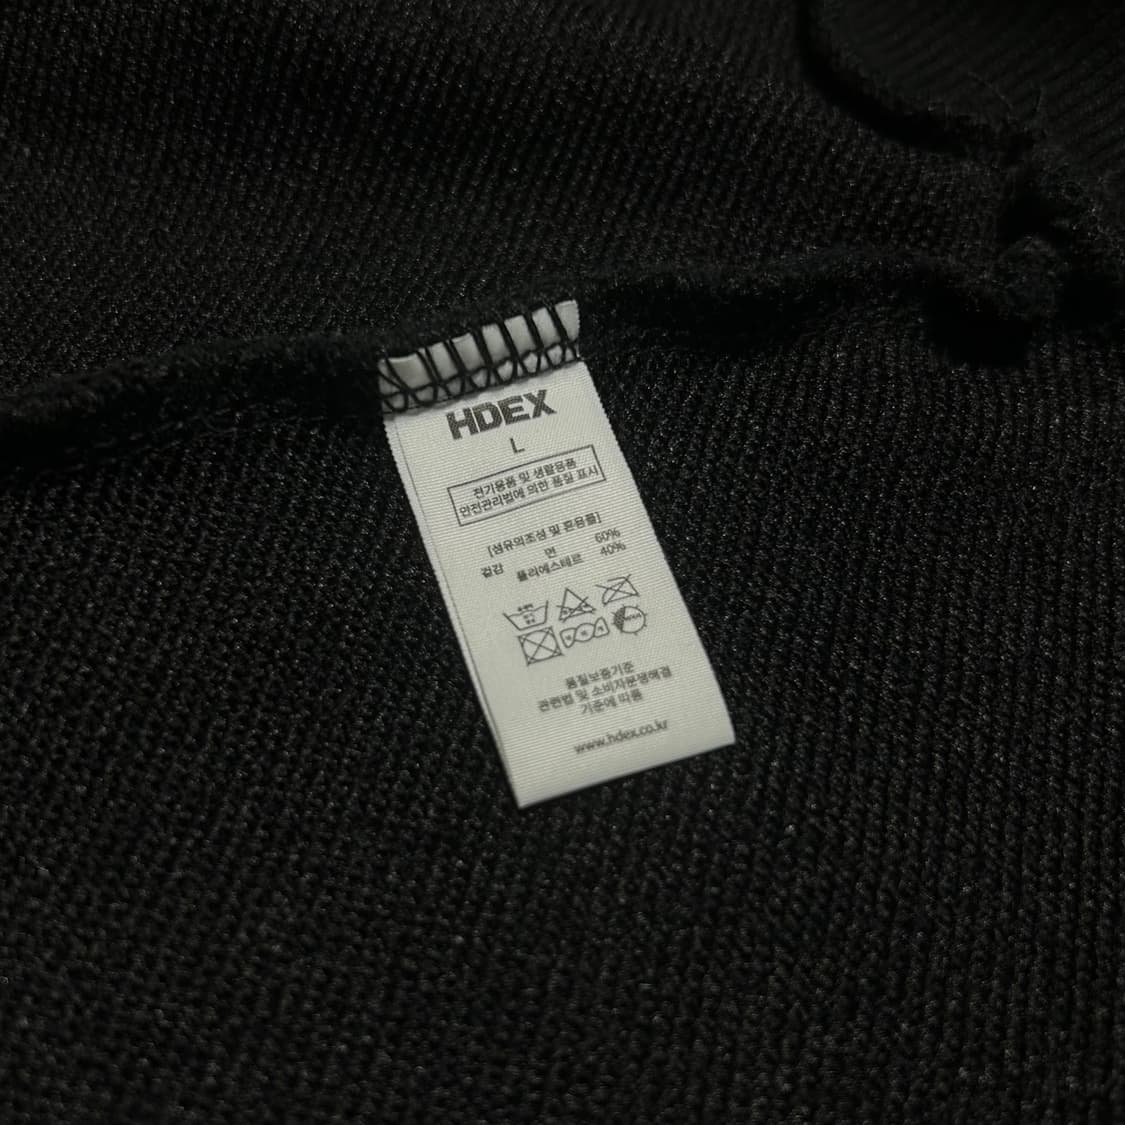 HDEX
L
전기용품 및 생활용품
안전관리법에 의한 품질 표시
[섬유의조성 및 혼용률]
겉감 면 60%
폴리에스테르 40%
품질보증기준
관련법 및 소비자분쟁해결
기준에 따름
www.hdex.co.kr